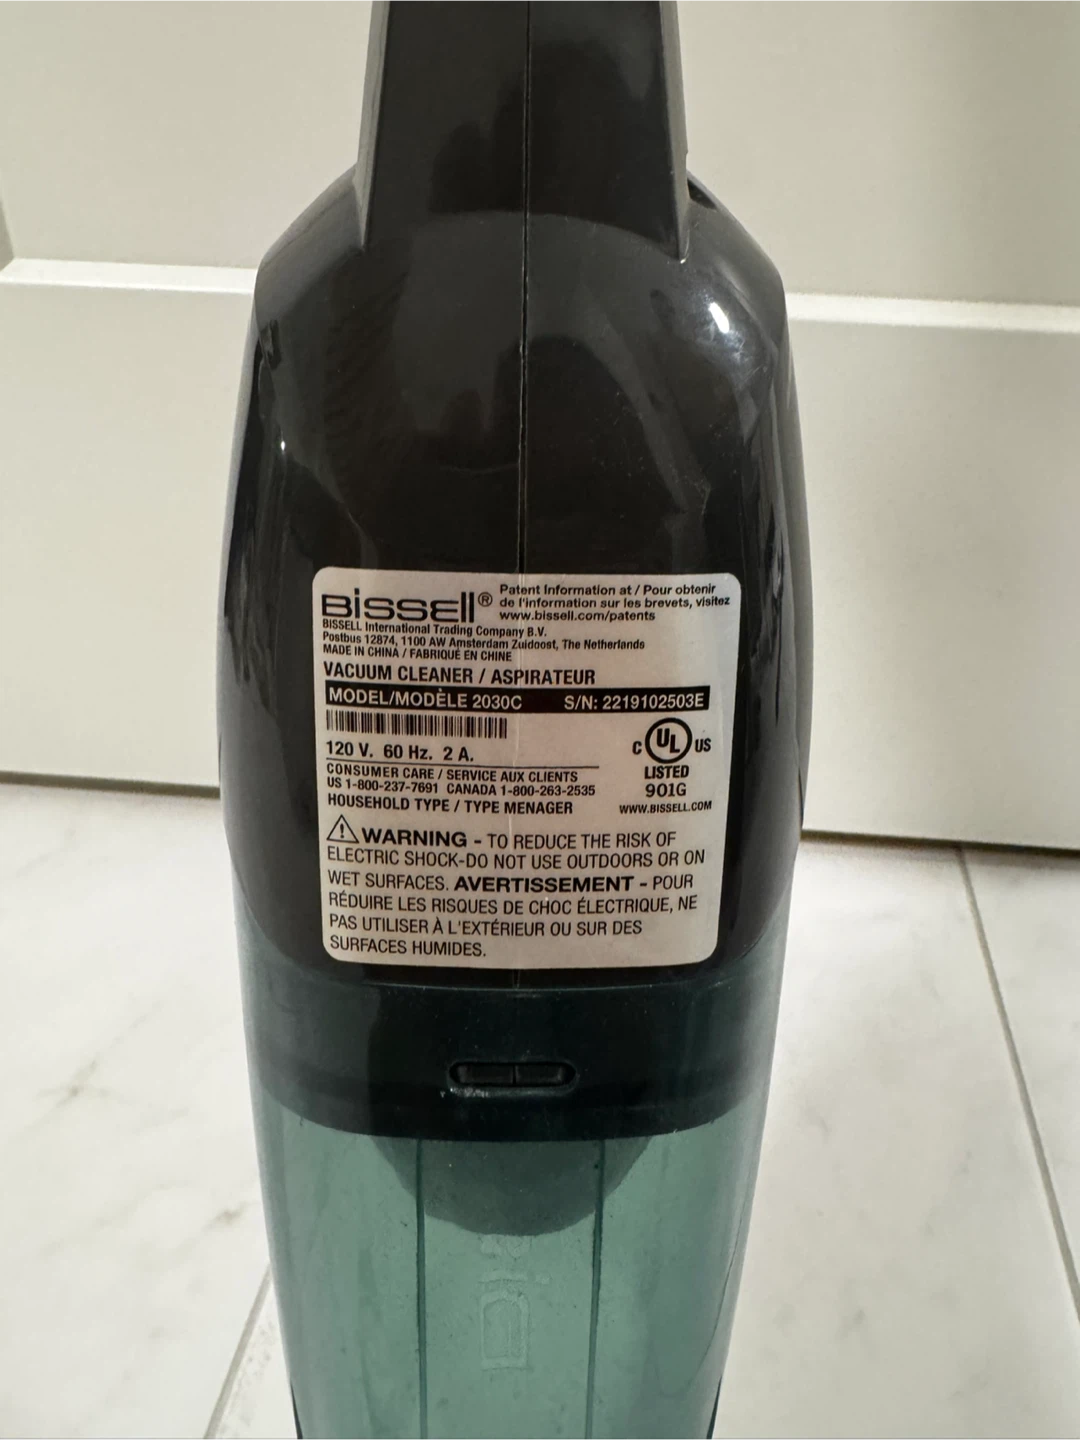 BISSELL®
Patent Information at / Pour obtenir
de l'information sur les brevets, visitez
www.bissell.com/patents
BISSELL International Trading Company B.V.
Postbus 12874, 1100 AW Amsterdam Zuidoost, The Netherlands
MADE IN CHINA / FABRIQUÉ EN CHINE
VACUUM CLEANER / ASPIRATEUR
MODEL/MODÈLE 2030C S/N: 2219102503E
120 V. 60 Hz. 2 A.
C UL US
LISTED
901G
WWW.BISSELL.COM
CONSUMER CARE / SERVICE AUX CLIENTS
US 1-800-237-7691 CANADA 1-800-263-2535
HOUSEHOLD TYPE / TYPE MENAGER
WARNING - TO REDUCE THE RISK OF
ELECTRIC SHOCK-DO NOT USE OUTDOORS OR ON
WET SURFACES. AVERTISSEMENT - POUR
RÉDUIRE LES RISQUES DE CHOC ÉLECTRIQUE, NE
PAS UTILISER À L'EXTÉRIEUR OU SUR DES
SURFACES HUMIDES.